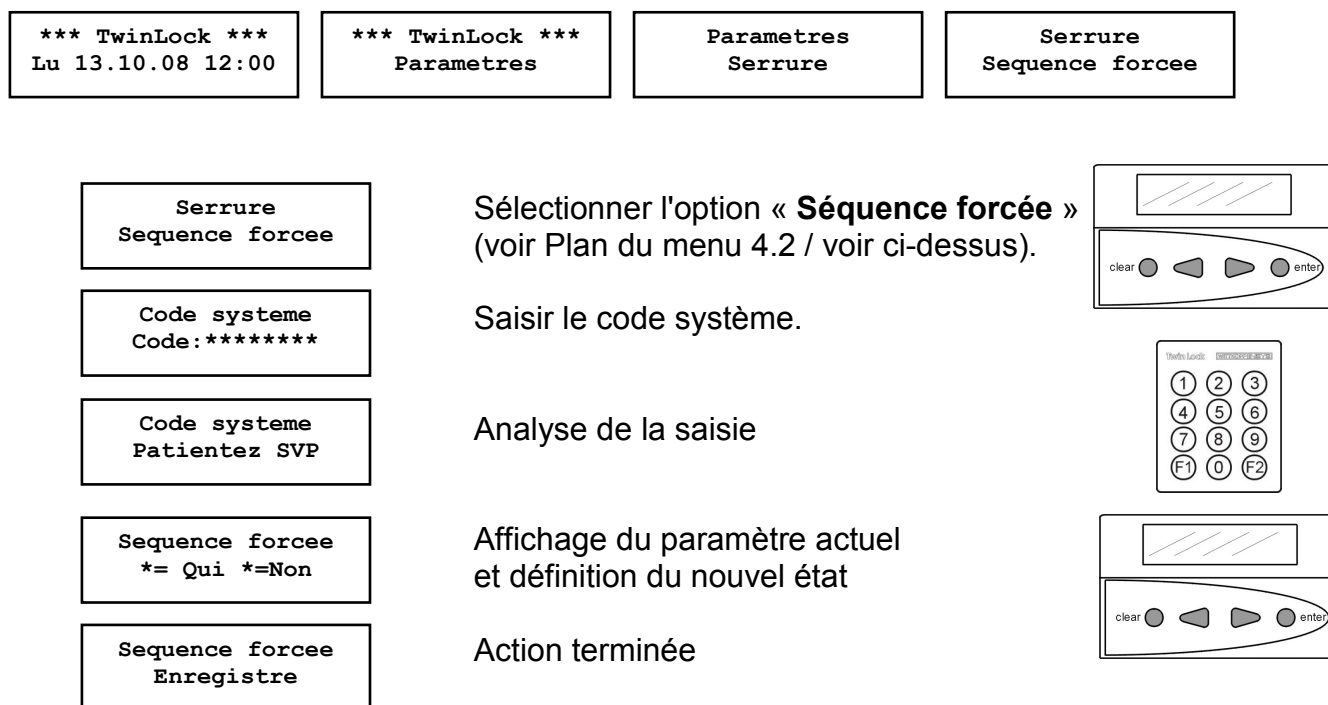 *** TwinLock ***
Lu 13.10.08 12:00
*** TwinLock ***
Parametres
Parametres
Serrure
Serrure
Sequence forcee
Serrure
Sequence forcee
Sélectionner l'option « Séquence forcée »
(voir Plan du menu 4.2 / voir ci-dessus).
clear
enter
Code systeme
Code:********
Saisir le code système.
Twin Lock
1 2 3
4 5 6
7 8 9
F1 0 F2
Code systeme
Patientez SVP
Analyse de la saisie
Sequence forcee
*= Qui *=Non
Affichage du paramètre actuel
et définition du nouvel état
clear
enter
Sequence forcee
Enregistre
Action terminée